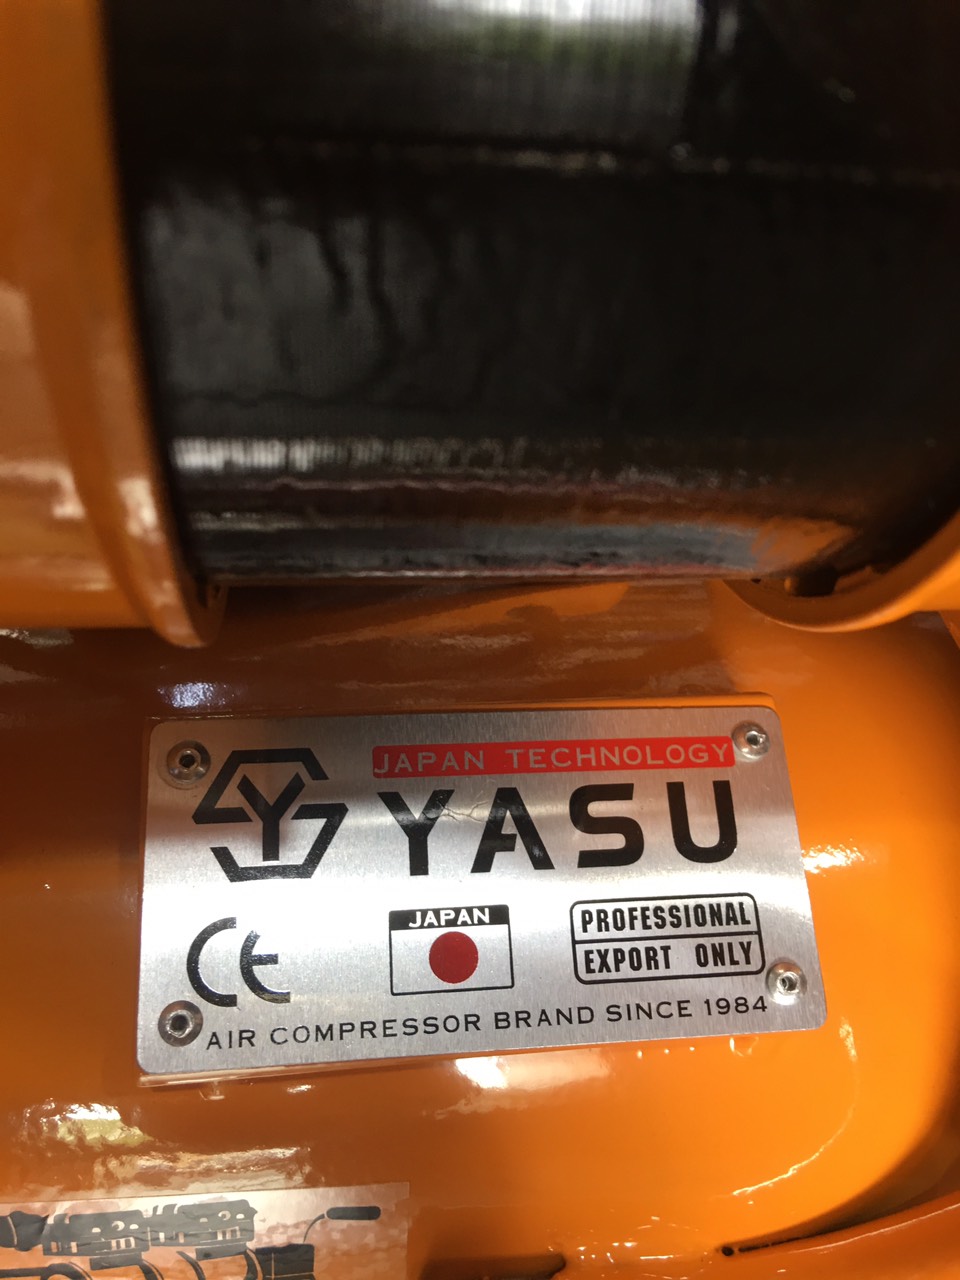 JAPAN TECHNOLOGY
YASU
CE
JAPAN
PROFESSIONAL
EXPORT ONLY
AIR COMPRESSOR BRAND SINCE 1984